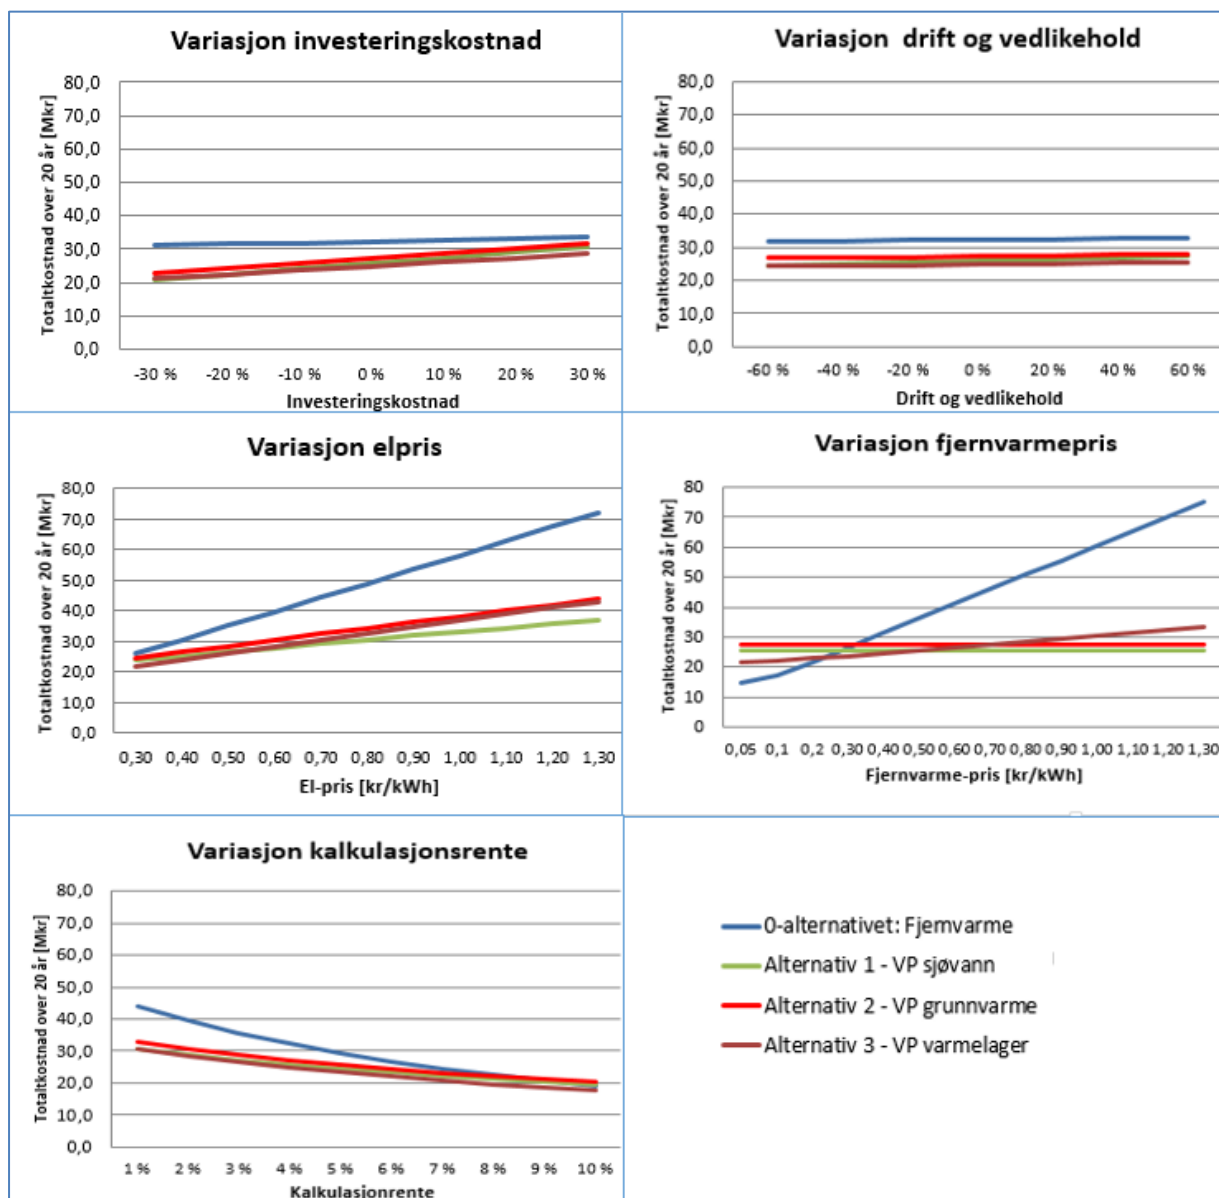 Variasjon investeringskostnad
Totaltkostnad over 20 år [Mkr]
80,0
70,0
60,0
50,0
40,0
30,0
20,0
10,0
0,0
-30 % -20 % -10 % 0 % 10 % 20 % 30 %
Investeringskostnad
Variasjon drift og vedlikehold
Totaltkostnad over 20 år [Mkr]
80,0
70,0
60,0
50,0
40,0
30,0
20,0
10,0
0,0
-60 % -40 % -20 % 0 % 20 % 40 % 60 %
Drift og vedlikehold
Variasjon elpris
Totaltkostnad over 20 år [Mkr]
80,0
70,0
60,0
50,0
40,0
30,0
20,0
10,0
0,0
0,30 0,40 0,50 0,60 0,70 0,80 0,90 1,00 1,10 1,20 1,30
El-pris [kr/kWh]
Variasjon fjernvarmepris
Totaltkostnad over 20 år [Mkr]
80
70
60
50
40
30
20
10
0
0,05 0,1 0,2 0,30 0,40 0,50 0,60 0,70 0,80 0,90 1,00 1,10 1,20 1,30
Fjernvarme-pris [kr/kWh]
Variasjon kalkulasjonsrente
Totaltkostnad over 20 år [Mkr]
80,0
70,0
60,0
50,0
40,0
30,0
20,0
10,0
0,0
1 % 2 % 3 % 4 % 5 % 6 % 7 % 8 % 9 % 10 %
Kalkulasjonrente
0-alternativet: Fjernvarme
Alternativ 1 - VP sjøvann
Alternativ 2 - VP grunnvarme
Alternativ 3 - VP varmelager